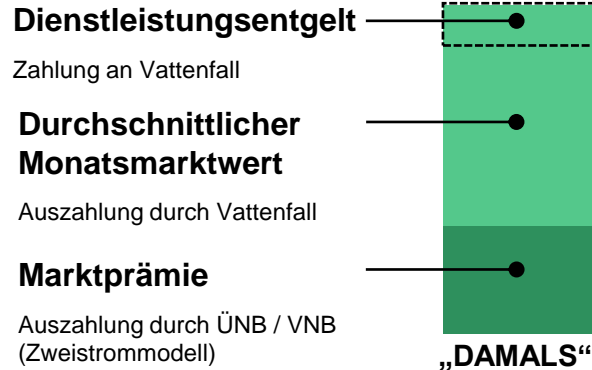 Dienstleistungsentgelt
Zahlung an Vattenfall
Durchschnittlicher
Monatsmarktwert
Auszahlung durch Vattenfall
Marktprämie
Auszahlung durch ÜNB / VNB
(Zweistrommodell)
„DAMALS“